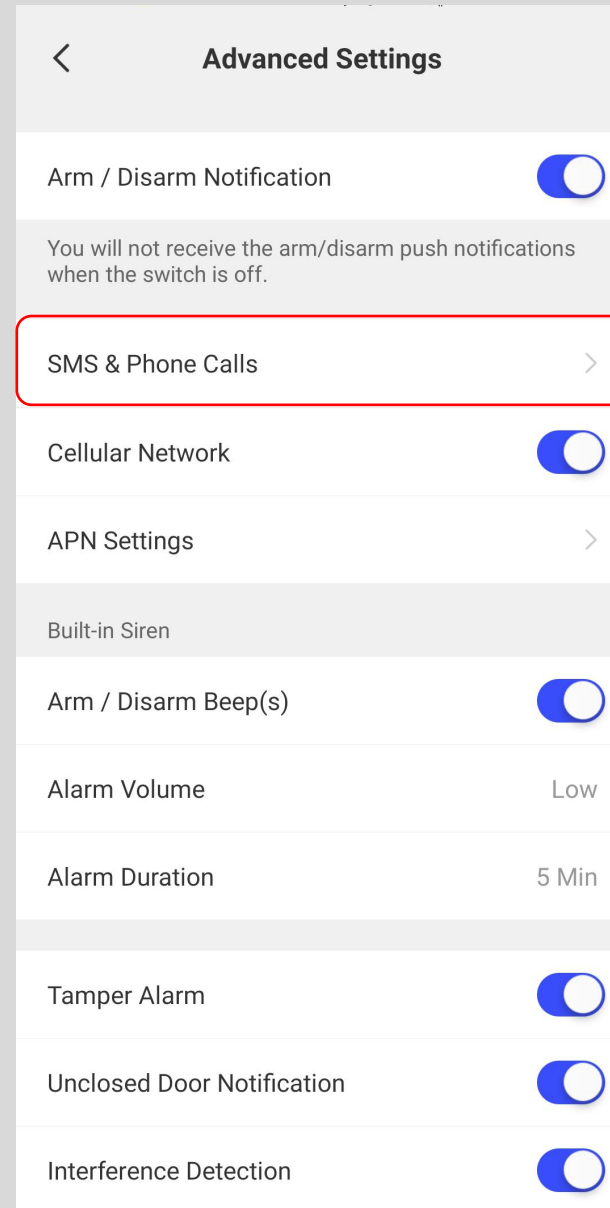 Advanced Settings
Arm / Disarm Notification
You will not receive the arm/disarm push notifications
when the switch is off.
SMS & Phone Calls
Cellular Network
APN Settings
Built-in Siren
Arm / Disarm Beep(s)
Alarm Volume Low
Alarm Duration 5 Min
Tamper Alarm
Unclosed Door Notification
Interference Detection